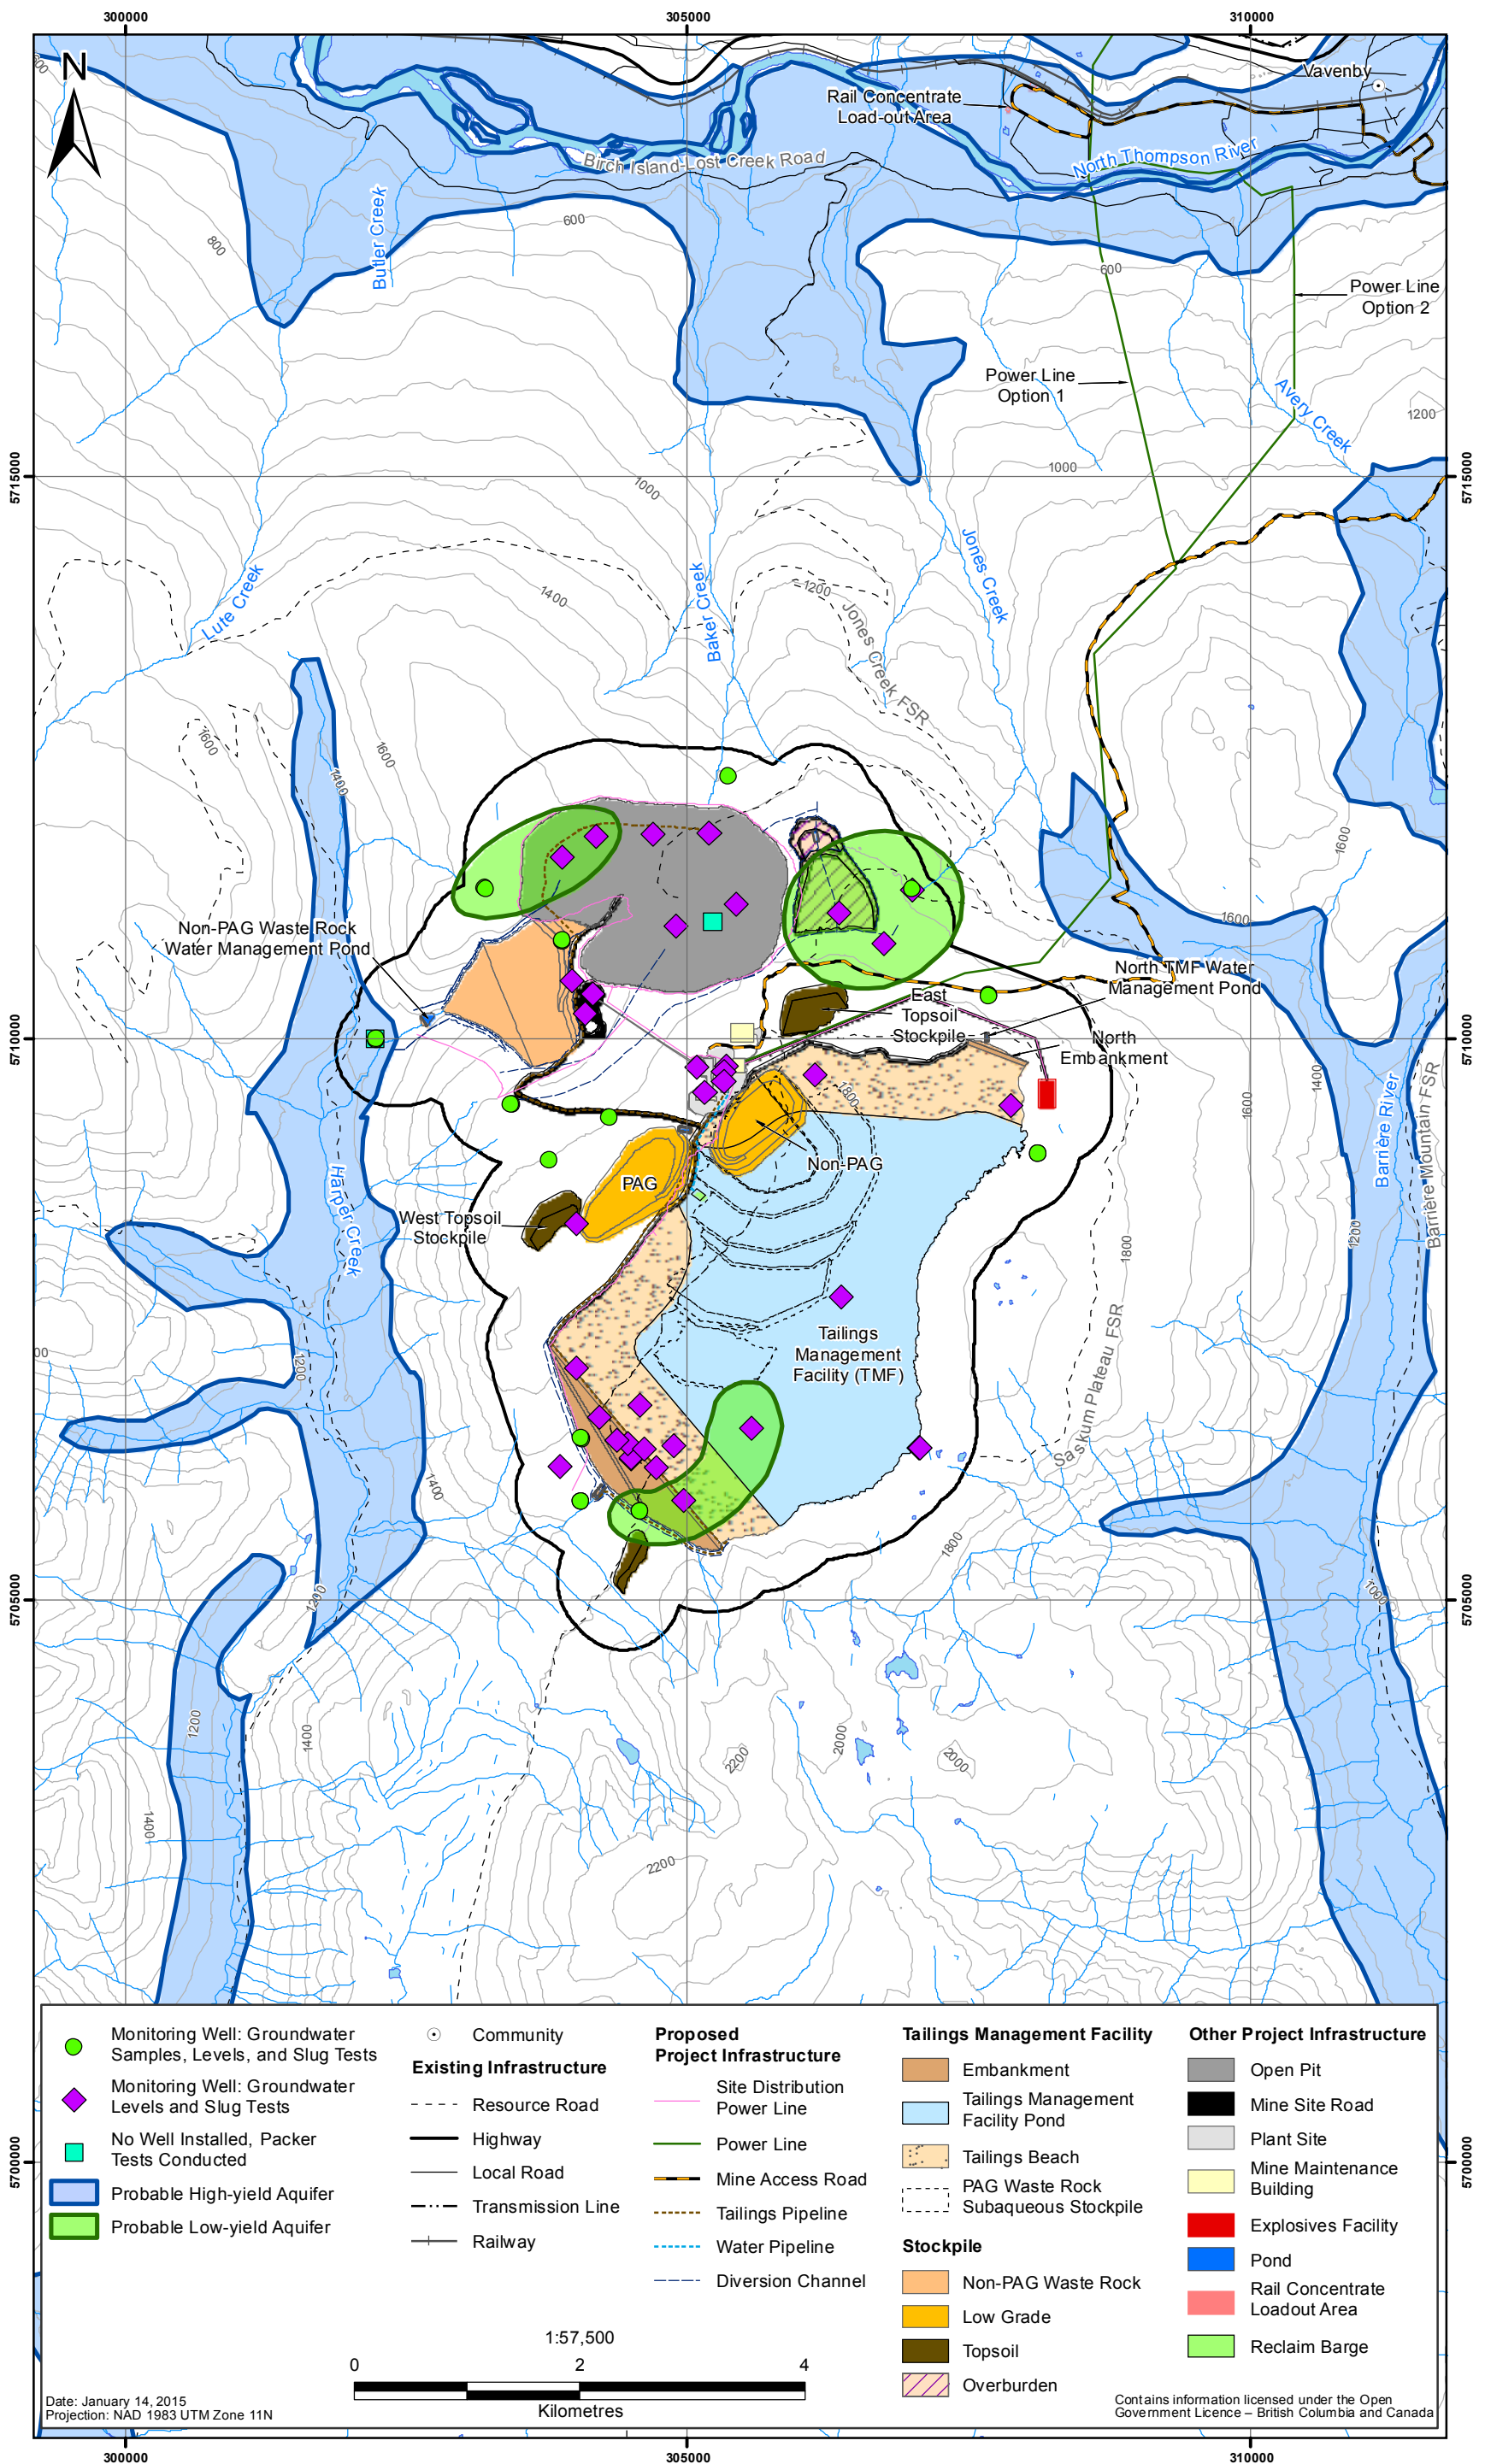 300000
305000
310000
N
Vavenby
Rail Concentrate
Load-out Area
Birch Island-Lost Creek Road
North Thompson River
Butler Creek
600
800
600
Power Line
Option 2
Power Line
Option 1
Avery Creek
1200
1000
1000
5715000
5715000
Lute Creek
1400
Baker Creek
1200
Jones Creek
Jones Creek FSR
1600
1400
1600
1600
Non-PAG Waste Rock
Water Management Pond
1600
North TMF Water
Management Pond
East
Topsoil
Stockpile
North
Embankment
5710000
5710000
1800
1400
1600
Non-PAG
PAG
West Topsoil
Stockpile
Harper Creek
Barrière River
Barrière Mountain FSR
1800
1200
Tailings
Management
Facility (TMF)
Saskum Plateau FSR
1200
1400
1800
1000
1200
5705000
5705000
1200
1400
2200
2000
2000
1400
2200
Monitoring Well: Groundwater
Samples, Levels, and Slug Tests
Monitoring Well: Groundwater
Levels and Slug Tests
No Well Installed, Packer
Tests Conducted
Probable High-yield Aquifer
Probable Low-yield Aquifer
Community
Existing Infrastructure
Resource Road
Highway
Local Road
Transmission Line
Railway
Proposed
Project Infrastructure
Site Distribution
Power Line
Power Line
Mine Access Road
Tailings Pipeline
Water Pipeline
Diversion Channel
Tailings Management Facility
Embankment
Tailings Management
Facility Pond
Tailings Beach
PAG Waste Rock
Subaqueous Stockpile
Stockpile
Non-PAG Waste Rock
Low Grade
Topsoil
Overburden
Other Project Infrastructure
Open Pit
Mine Site Road
Plant Site
Mine Maintenance
Building
Explosives Facility
Pond
Rail Concentrate
Loadout Area
Reclaim Barge
5700000
5700000
1:57,500
0 2 4
Kilometres
Date: January 14, 2015
Projection: NAD 1983 UTM Zone 11N
Contains information licensed under the Open
Government Licence – British Columbia and Canada
300000
305000
310000